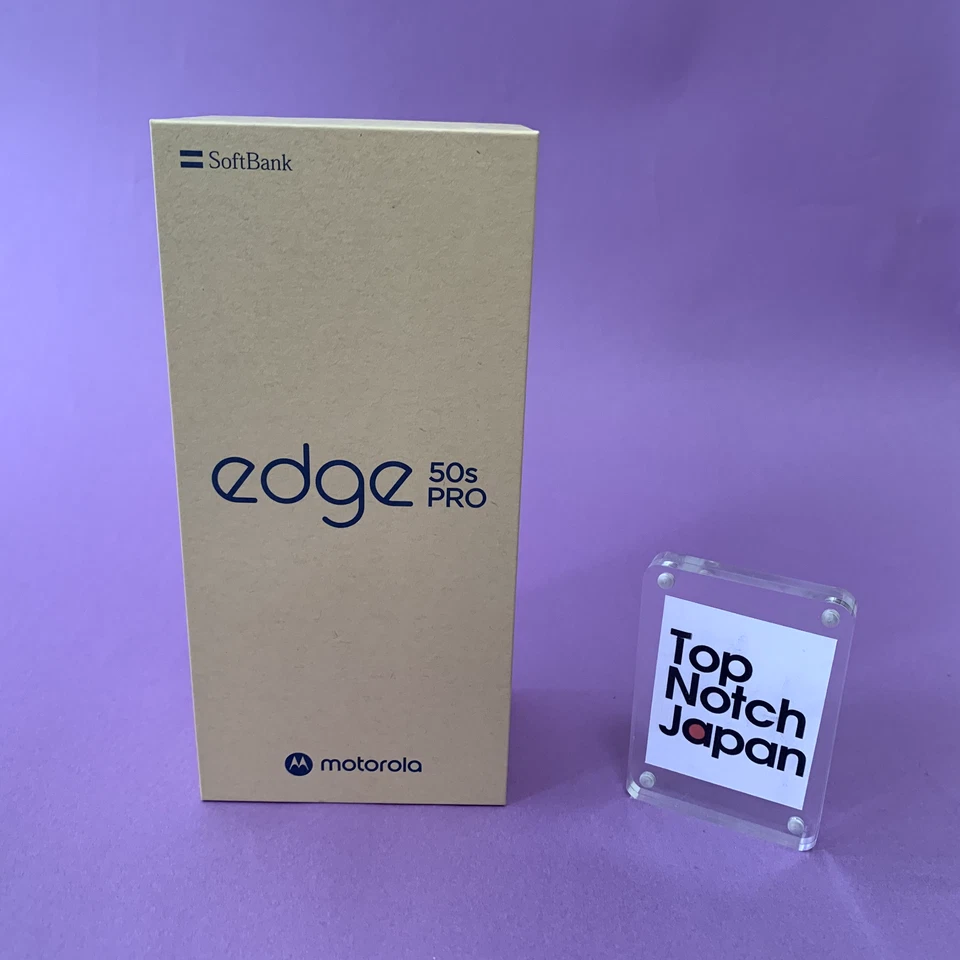 SoftBank
edge 50s
PRO
motorola
Top
Notch
Japan